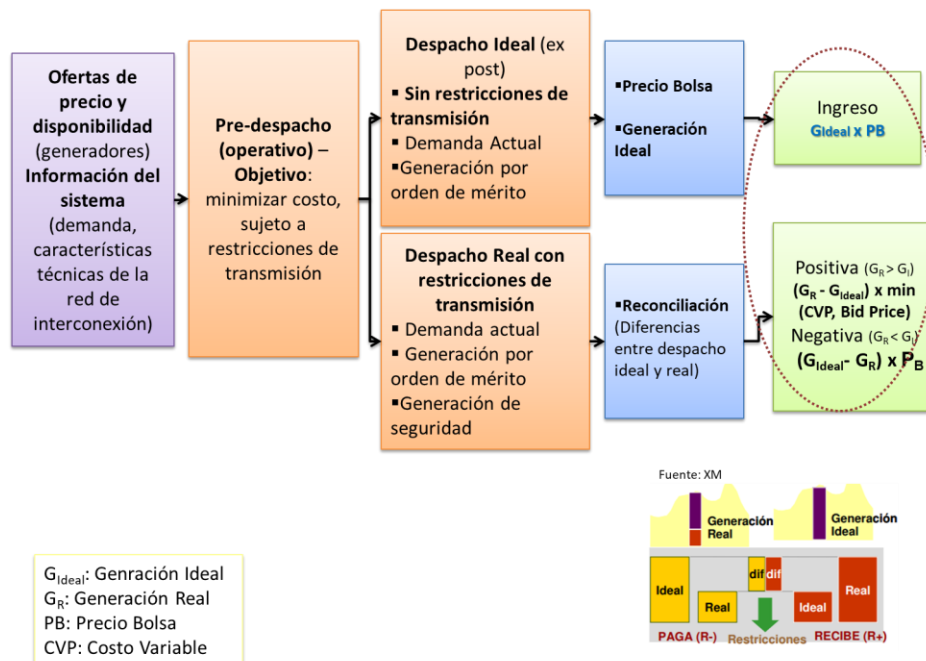 Ofertas de
precio y
disponibilidad
(generadores)
Información del
sistema
(demanda,
características
técnicas de la
red de
interconexión)
Pre-despacho
(operativo) –
Objetivo:
minimizar costo,
sujeto a
restricciones de
transmisión
Despacho Ideal (ex
post)
▪Sin restricciones de
transmisión
▪ Demanda Actual
▪ Generación por
orden de mérito
▪Precio Bolsa
▪Generación
Ideal
Ingreso
GIdeal x PB
Despacho Real con
restricciones de
transmisión
▪ Demanda actual
▪ Generación por
orden de mérito
▪Generación de
seguridad
▪Reconciliación
(Diferencias
entre despacho
ideal y real)
Positiva (GR > GI)
(GR - GIdeal) x min
(CVP, Bid Price)
Negativa (GR < GI)
(GIdeal- GR) x PB
Fuente: XM
Generación
Real
Generación
Ideal
Ideal
Real
dif
dif
Ideal
Real
PAGA (R-)
Restricciones
RECIBE (R+)
GIdeal: Genración Ideal
GR: Generación Real
PB: Precio Bolsa
CVP: Costo Variable